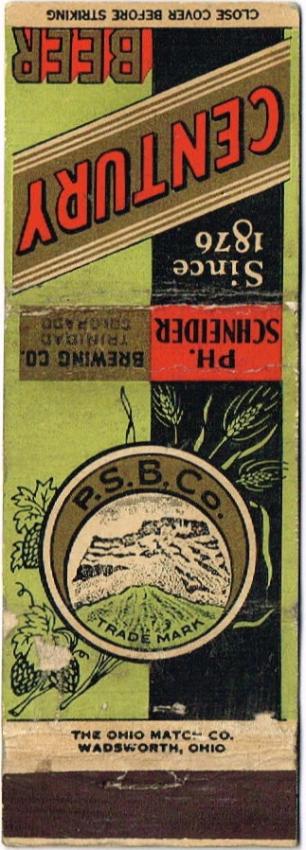 CLOSE COVER BEFORE STRIKING
CENTURY
BEER
Since
1876
PH.
SCHNEIDER
BREWING CO.
TRINIDAD
COLORADO
P.S.B.Co.
TRADE MARK
THE OHIO MATCH CO.
WADSWORTH, OHIO